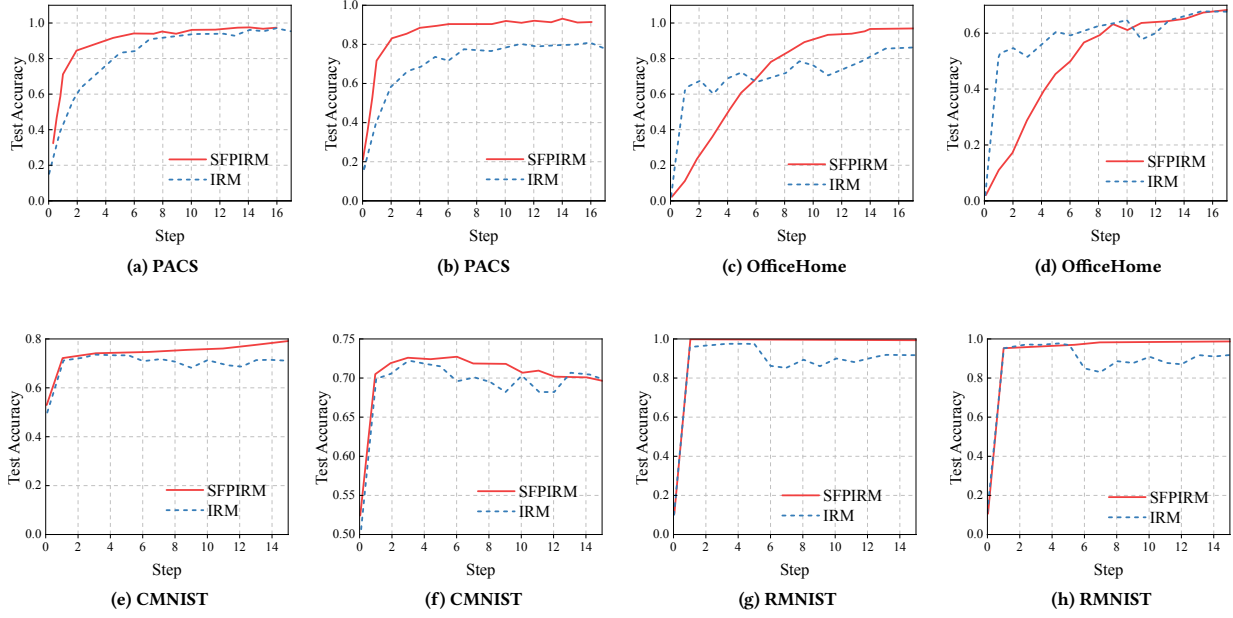 Test Accuracy
1.0
0.8
0.6
0.4
0.2
0.0
0 2 4 6 8 10 12 14 16
SFPIRM
IRM
Step
(a) PACS
Test Accuracy
1.0
0.8
0.6
0.4
0.2
0.0
0 2 4 6 8 10 12 14 16
SFPIRM
IRM
Step
(b) PACS
Test Accuracy
1.0
0.8
0.6
0.4
0.2
0.0
0 2 4 6 8 10 12 14 16
SFPIRM
IRM
Step
(c) OfficeHome
Test Accuracy
0.6
0.4
0.2
0.0
0 2 4 6 8 10 12 14 16
SFPIRM
IRM
Step
(d) OfficeHome
Test Accuracy
0.8
0.6
0.4
0.2
0.0
0 2 4 6 8 10 12 14
SFPIRM
IRM
Step
(e) CMNIST
Test Accuracy
0.75
0.70
0.65
0.60
0.55
0.50
0 2 4 6 8 10 12 14
SFPIRM
IRM
Step
(f) CMNIST
Test Accuracy
1.0
0.8
0.6
0.4
0.2
0.0
0 2 4 6 8 10 12 14
SFPIRM
IRM
Step
(g) RMNIST
Test Accuracy
1.0
0.8
0.6
0.4
0.2
0.0
0 2 4 6 8 10 12 14
SFPIRM
IRM
Step
(h) RMNIST